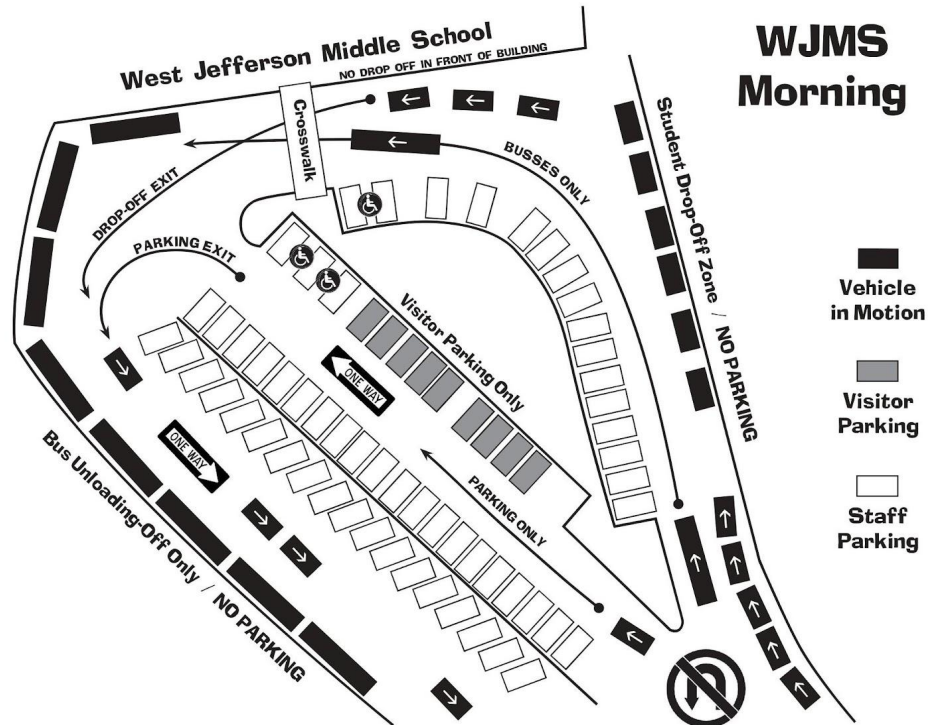 West Jefferson Middle School
NO DROP OFF IN FRONT OF BUILDING
WJMS
Morning
Crosswalk
BUSSES ONLY
DROP-OFF EXIT
PARKING EXIT
Student Drop-Off Zone / NO PARKING
Visitor Parking Only
ONE WAY
ONE WAY
PARKING ONLY
Bus Unloading-Off Only / NO PARKING
Vehicle
in Motion
Visitor
Parking
Staff
Parking